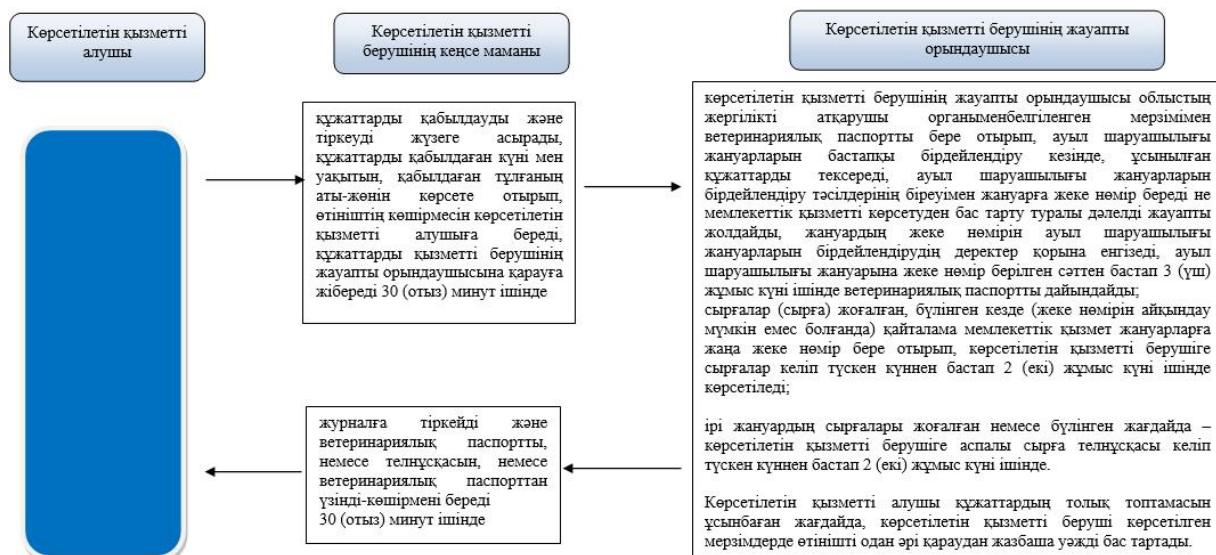 Көрсетілетін қызметті
алушы
Көрсетілетін қызметті
берушінің кеңсе маманы
Көрсетілетін қызметті берушінің жауапты
орындаушысы
құжаттарды қабылдауды және
тіркеуді жүзеге асырады,
құжаттарды қабылдаған күні мен
уақытын, қабылдаған тұлғаның
аты-жөнін көрсете отырып,
өтініштің көшірмесін көрсетілетін
қызметті алушыға береді,
құжаттарды қызметті берушінің
жауапты орындаушысына қарауға
жібереді 30 (отыз) минут ішінде
көрсетілетін қызметті берушінің жауапты орындаушысы облыстың
жергілікті атқарушы органыменбелгіленген мерзімімен
ветеринариялық паспортты бере отырып, ауыл шаруашылығы
жануарларын бастапқы бірдейлендіру кезінде, ұсынылған
құжаттарды тексереді, ауыл шаруашылығы жануарларын
бірдейлендіру тәсілдерінің біреуімен жануарға жеке нөмір береді не
мемлекеттік қызметті көрсетуден бас тарту туралы дәлелді жауапты
жолдайды, жануардың жеке нөмірін ауыл шаруашылығы
жануарларын бірдейлендірудің деректер қорына енгізеді, ауыл
шаруашылығы жануарына жеке нөмір берілген сәттен бастап 3 (үш)
жұмыс күні ішінде ветеринариялық паспортты дайындайды;
сырғалар (сырға) жоғалған, бүлінген кезде (жеке нөмірін айқындау
мүмкін емес болғанда) қайталама мемлекеттік қызмет жануарларға
жаңа жеке нөмір бере отырып, көрсетілетін қызметті берушіге
сырғалар келіп түскен күннен бастап 2 (екі) жұмыс күні ішінде
көрсетіледі;
ірі жануардың сырғалары жоғалған немесе бүлінген жағдайда –
көрсетілетін қызметті берушіге аспалы сырға телнұсқасы келіп
түскен күннен бастап 2 (екі) жұмыс күні ішінде.
Көрсетілетін қызметті алушы құжаттардың толық топтамасын
ұсынбаған жағдайда, көрсетілетін қызметті беруші көрсетілген
мерзімдерде өтінішті одан әрі қараудан жазбаша уәжді бас тартады.
журналға тіркейді және
ветеринариялық паспортты,
немесе телнұсқасын, немесе
ветеринариялық паспорттан
үзінді-көшірмені береді
30 (отыз) минут ішінде